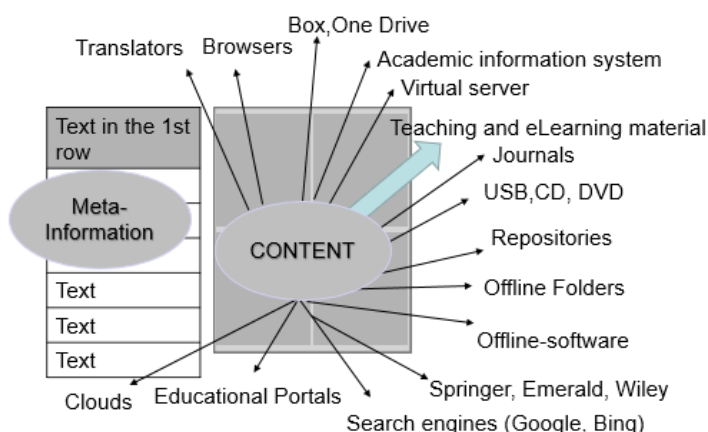 Box,One Drive
Translators
Browsers
Academic information system
Virtual server
Text in the 1st
row
Teaching and eLearning material
Journals
USB,CD, DVD
Meta-
Information
CONTENT
Repositories
Text
Offline Folders
Text
Offline-software
Text
Clouds
Educational Portals
Springer, Emerald, Wiley
Search engines (Google, Bing)